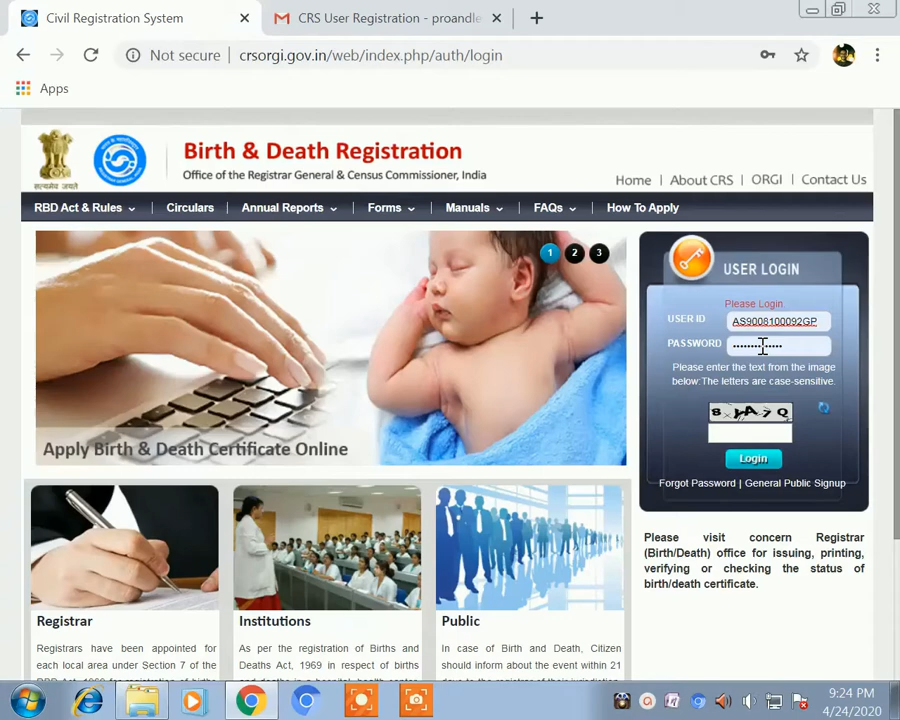 Civil Registration System
CRS User Registration - proandle
Not secure | crsorgi.gov.in/web/index.php/auth/login
Apps
सत्यमेव जयते
Birth & Death Registration
Office of the Registrar General & Census Commissioner, India
Home | About CRS | ORGI | Contact Us
RBD Act & Rules | Circulars | Annual Reports | Forms | Manuals | FAQs | How To Apply
1 2 3
Apply Birth & Death Certificate Online
USER LOGIN
Please Login.
USER ID AS9008100092GP
PASSWORD
Please enter the text from the image
below:The letters are case-sensitive.
Login
Forgot Password | General Public Signup
Please visit concern Registrar
(Birth/Death) office for issuing, printing,
verifying or checking the status of
birth/death certificate.
Registrar
Registrars have been appointed
for each local area under Section 7 of the
Institutions
As per the registration of Births and
Deaths Act, 1969 in respect of births
Public
In case of Birth and Death, Citizen
should inform about the event within 21
9:24 PM
4/24/2020